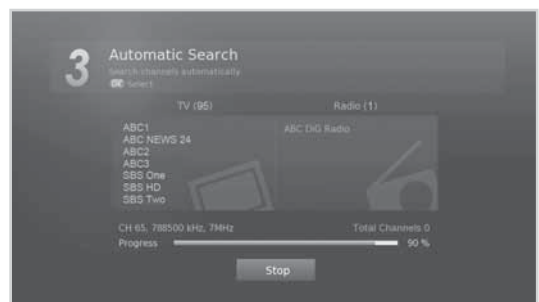 3
Automatic Search
Search channels automatically
OK Select
TV (95) Radio (1)
ABC1
ABC NEWS 24
ABC2
ABC3
SBS One
SBS HD
SBS Two
ABC DiG Radio
CH 65, 788500 kHz, 7MHz Total Channels 0
Progress 90 %
Stop